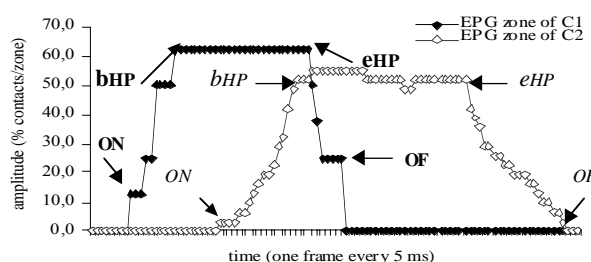 EPG zone of C1
EPG zone of C2
70,0
60,0
50,0
40,0
30,0
20,0
10,0
0,0
amplitude (% contacts/zone)
bHP
eHP
bHP
eHP
ON
ON
OF
OF
time (one frame every 5 ms)